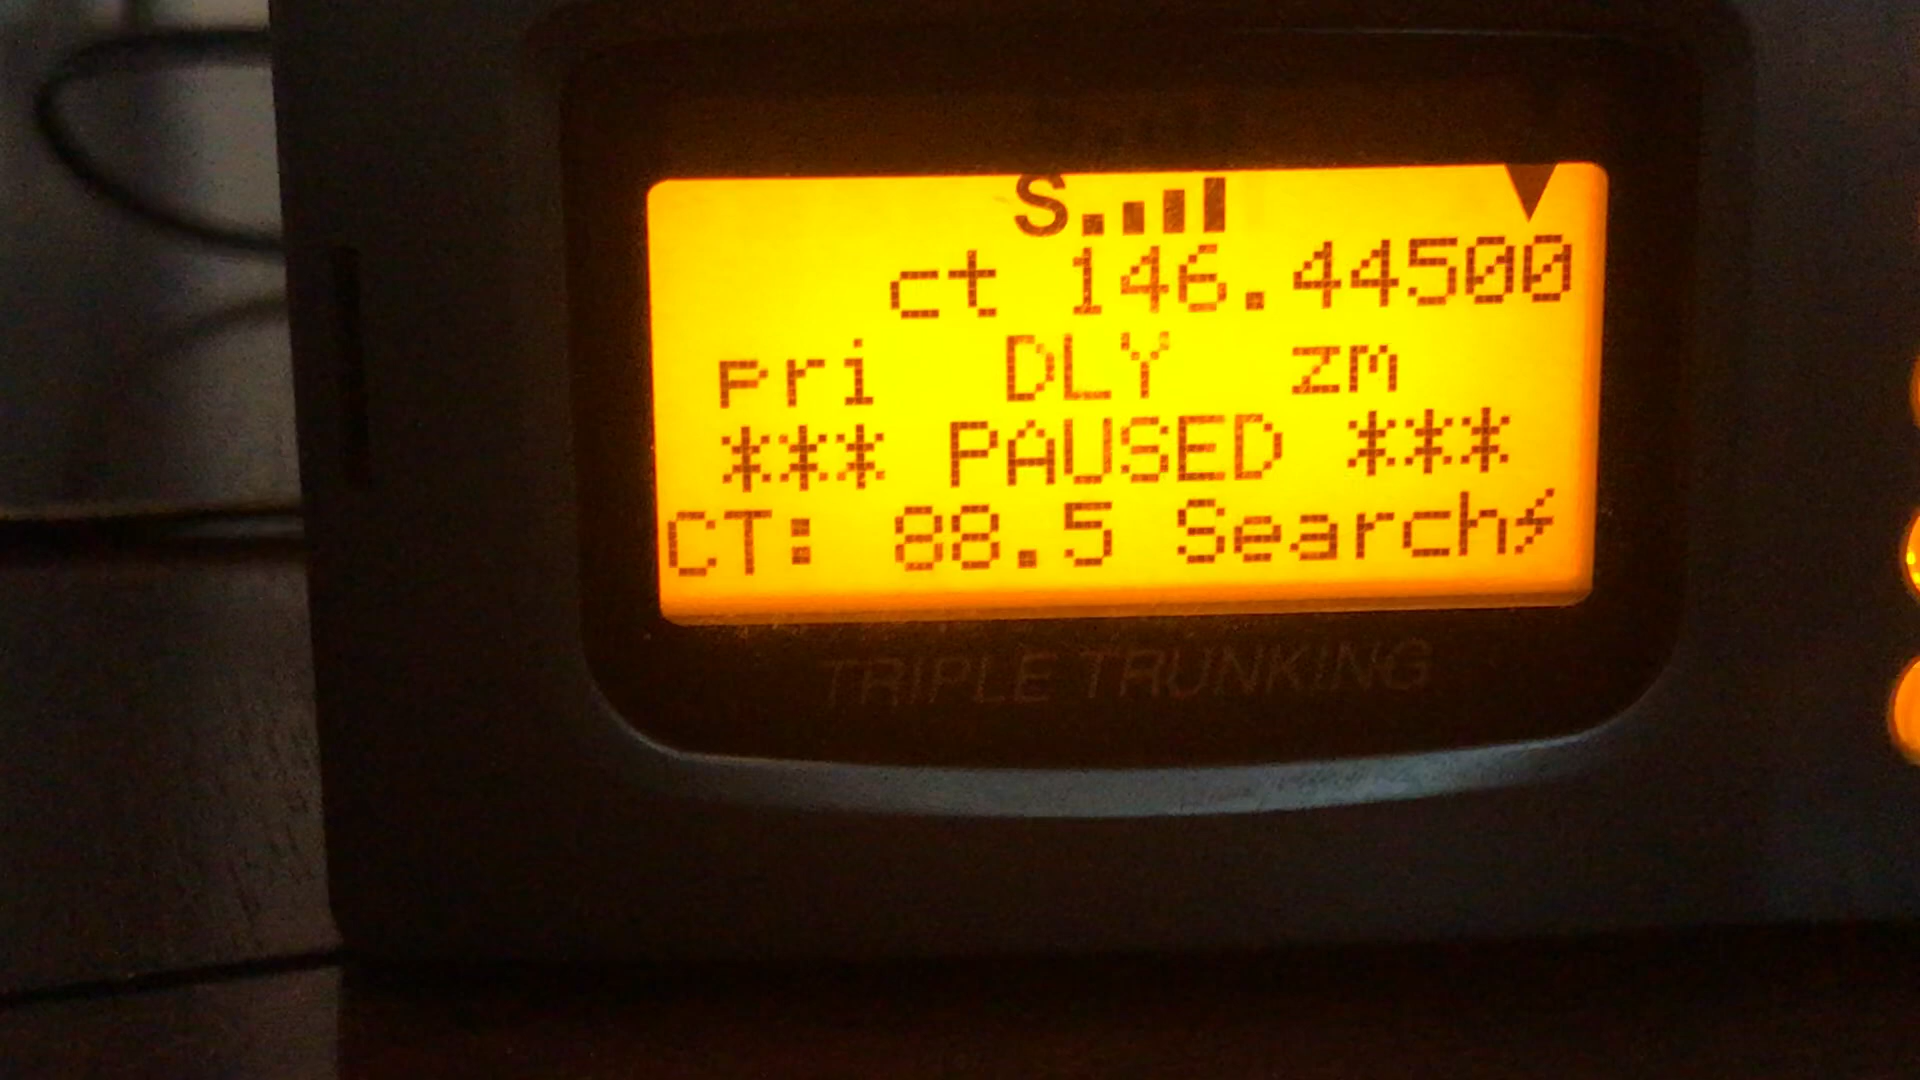 S
ct 146.44500
pri DLY zm
*** PAUSED ***
CT: 88.5 Search⚡
TRIPLE TRUNKING